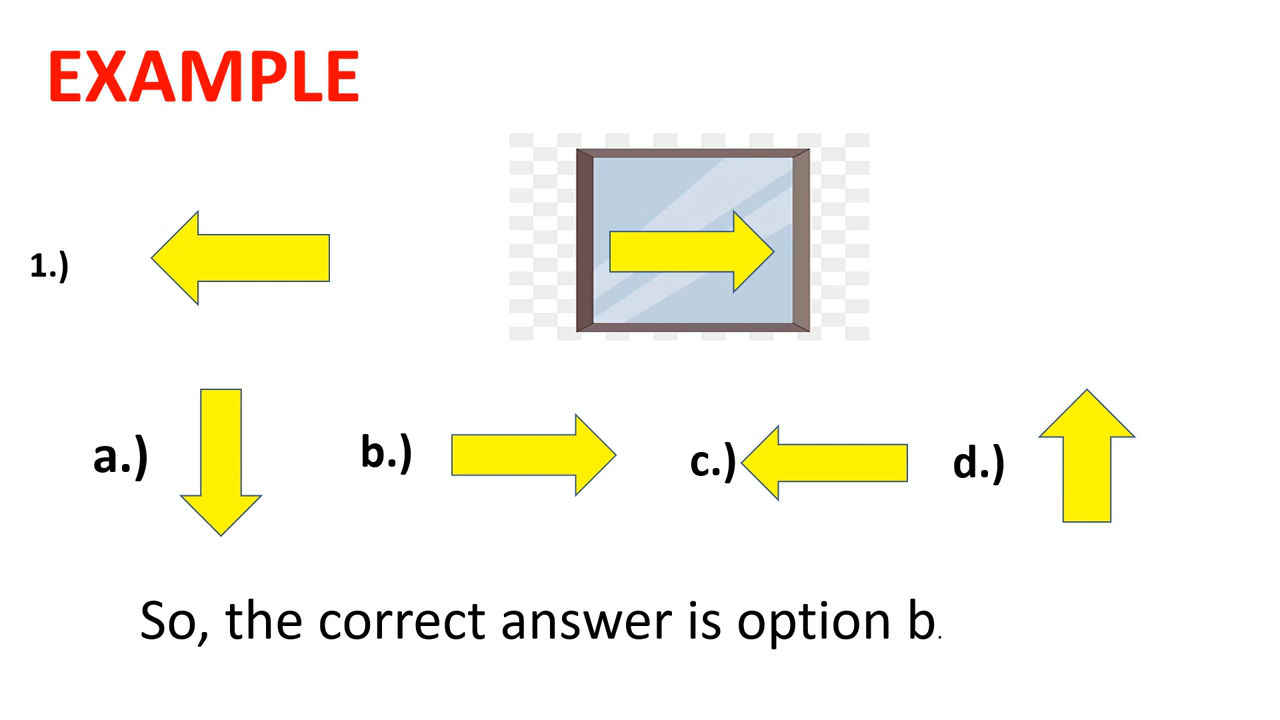 EXAMPLE
1.)
a.) b.) c.) d.)
So, the correct answer is option b.